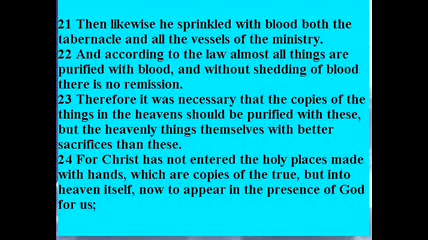 21 Then likewise he sprinkled with blood both the
tabernacle and all the vessels of the ministry.
22 And according to the law almost all things are
purified with blood, and without shedding of blood
there is no remission.
23 Therefore it was necessary that the copies of the
things in the heavens should be purified with these,
but the heavenly things themselves with better
sacrifices than these.
24 For Christ has not entered the holy places made
with hands, which are copies of the true, but into
heaven itself, now to appear in the presence of God
for us;